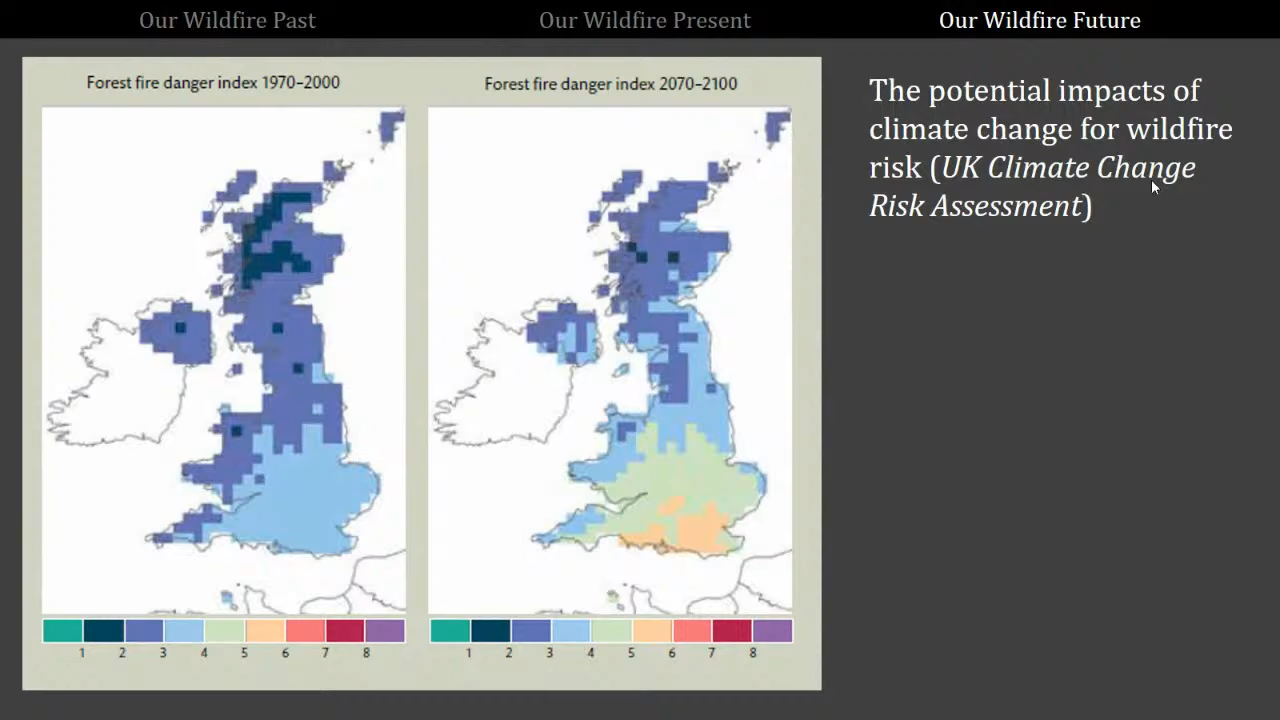 Our Wildfire Past
Our Wildfire Present
Our Wildfire Future
Forest fire danger index 1970–2000
Forest fire danger index 2070–2100
1 2 3 4 5 6 7 8
1 2 3 4 5 6 7 8
The potential impacts of
climate change for wildfire
risk (UK Climate Change
Risk Assessment)